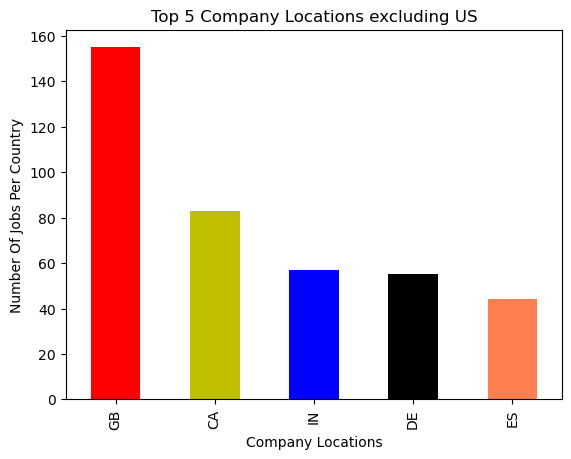 Top 5 Company Locations excluding US
Number Of Jobs Per Country
160
140
120
100
80
60
40
20
0
GB
CA
IN
DE
ES
Company Locations